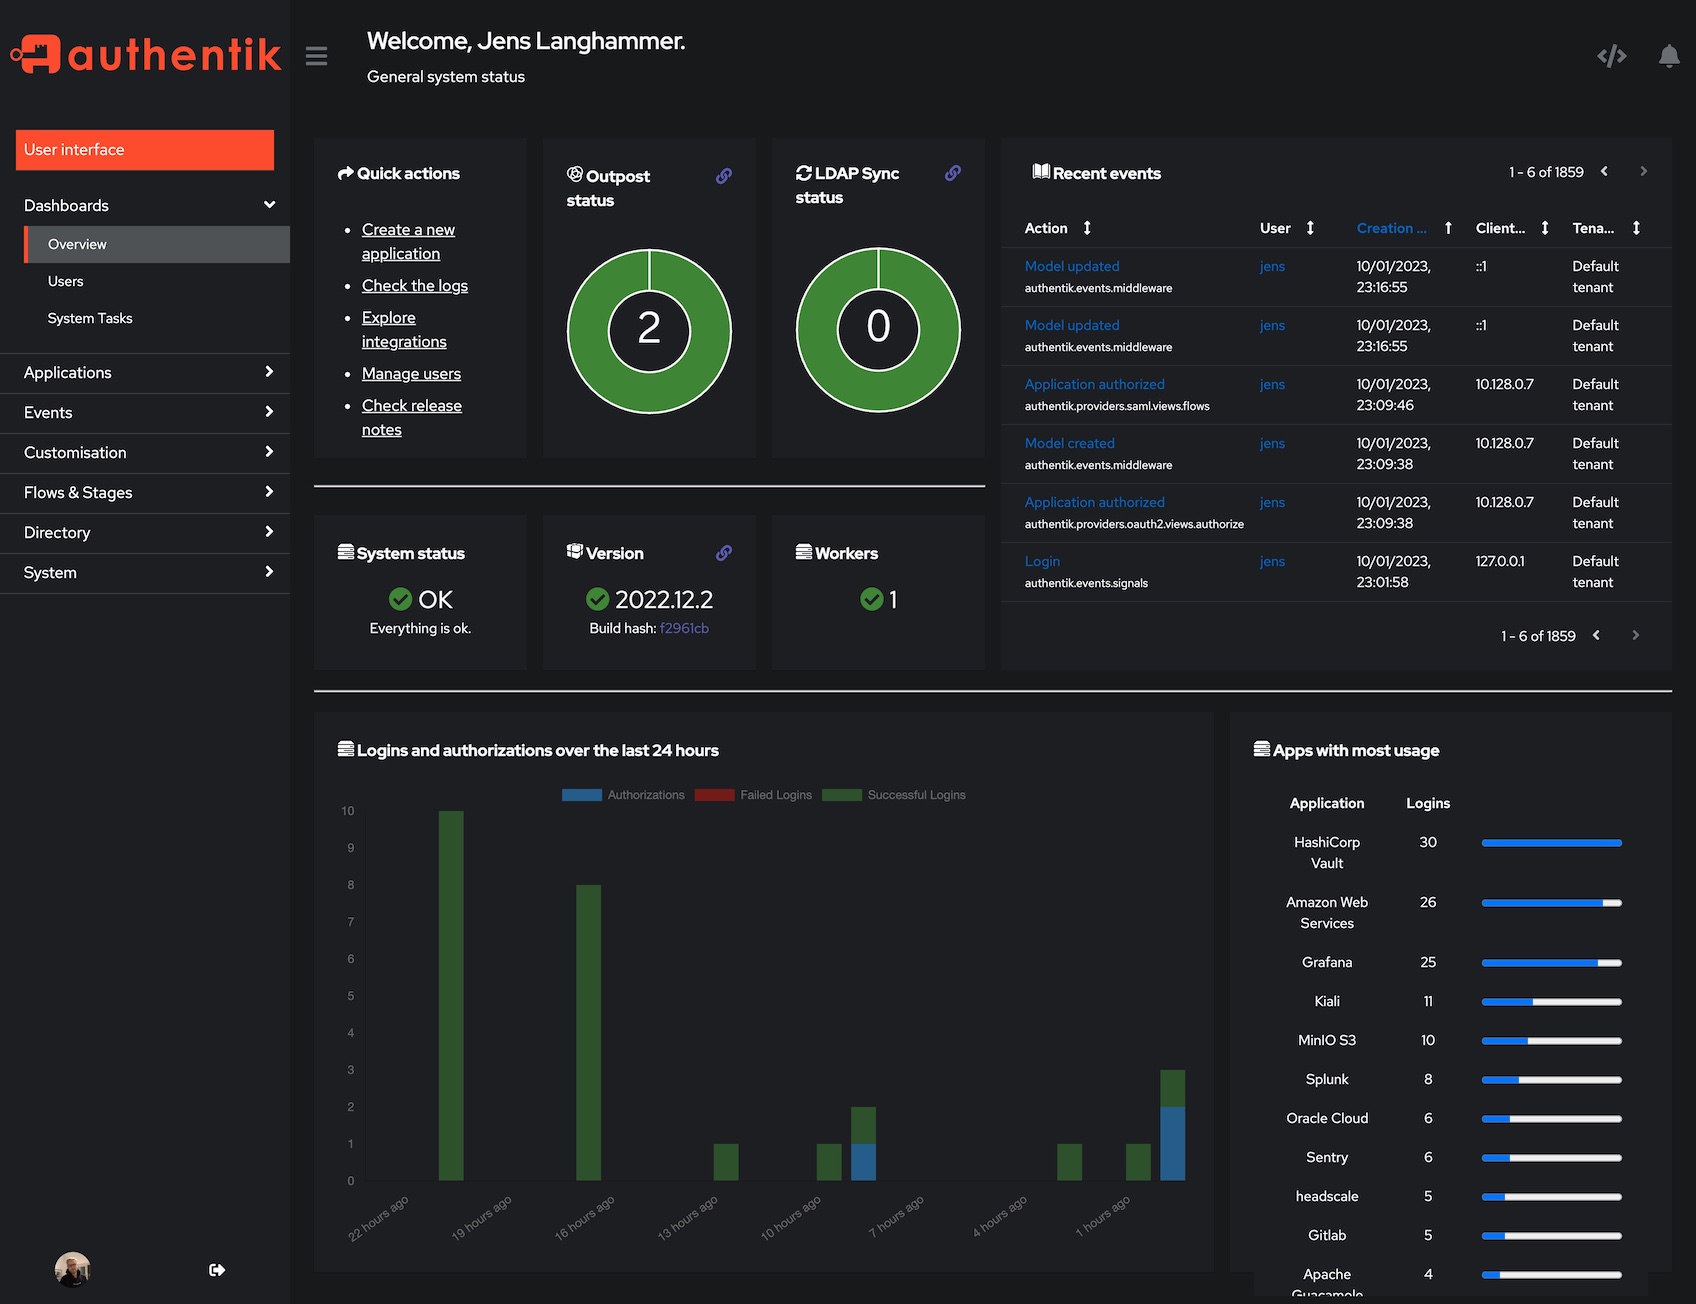 authentik
Welcome, Jens Langhammer.
General system status
User interface
Dashboards
Overview
Users
System Tasks
Applications
Events
Customisation
Flows & Stages
Directory
System
Quick actions
Create a new
application
Check the logs
Explore
integrations
Manage users
Check release
notes
Outpost
status
2
LDAP Sync
status
0
Recent events
1 - 6 of 1859
Action User Creation ... Client... Tena...
Model updated jens 10/01/2023, ::1 Default
authentik.events.middleware 23:16:55 tenant
Model updated jens 10/01/2023, ::1 Default
authentik.events.middleware 23:16:55 tenant
Application authorized jens 10/01/2023, 10.128.0.7 Default
authentik.providers.saml.views.flows 23:09:46 tenant
Model created jens 10/01/2023, 10.128.0.7 Default
authentik.events.middleware 23:09:38 tenant
Application authorized jens 10/01/2023, 10.128.0.7 Default
authentik.providers.oauth2.views.authorize 23:09:38 tenant
Login jens 10/01/2023, 127.0.0.1 Default
authentik.events.signals 23:01:58 tenant
1 - 6 of 1859
System status
OK
Everything is ok.
Version
2022.12.2
Build hash: f2961cb
Workers
1
Logins and authorizations over the last 24 hours
Authorizations Failed Logins Successful Logins
10
9
8
7
6
5
4
3
2
1
0
22 hours ago 19 hours ago 16 hours ago 13 hours ago 10 hours ago 7 hours ago 4 hours ago 1 hours ago
Apps with most usage
Application Logins
HashiCorp 30
Vault
Amazon Web 26
Services
Grafana 25
Kiali 11
MinIO S3 10
Splunk 8
Oracle Cloud 6
Sentry 6
headscale 5
Gitlab 5
Apache 4
Guacamole